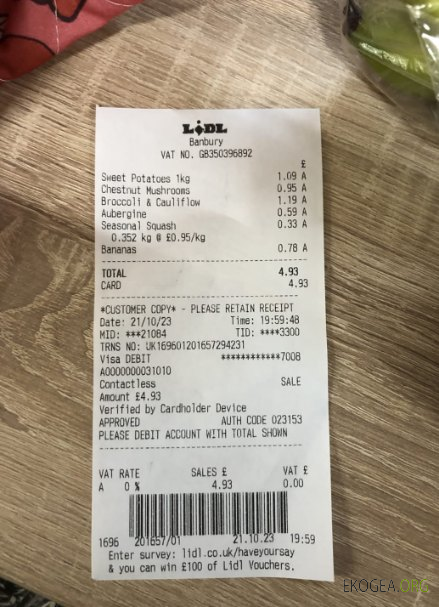 LiDL
Banbury
VAT NO. GB350396892
£
Sweet Potatoes 1kg 1.09 A
Chestnut Mushrooms 0.95 A
Broccoli & Cauliflow 1.19 A
Aubergine 0.59 A
Seasonal Squash 0.33 A
0.352 kg @ £0.95/kg
Bananas 0.78 A
TOTAL 4.93
CARD 4.93
*CUSTOMER COPY* - PLEASE RETAIN RECEIPT
Date: 21/10/23 Time: 19:59:48
MID: ***21084 TID: ****3300
TRNS NO: UK169601201657294231
Visa DEBIT ************7008
A0000000031010
Contactless SALE
Amount £4.93
Verified by Cardholder Device
APPROVED AUTH CODE 023153
PLEASE DEBIT ACCOUNT WITH TOTAL SHOWN
VAT RATE SALES £ VAT £
A 0 % 4.93 0.00
1696 201657/01 21.10.23 19:59
Enter survey: lidl.co.uk/haveyoursay
& you can win £100 of Lidl Vouchers.
EKOGEA.ORG